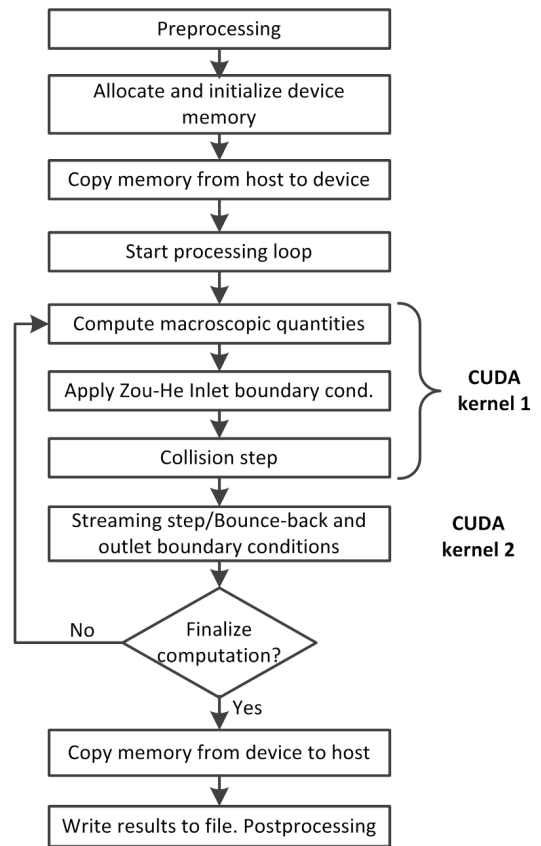 Preprocessing
Allocate and initialize device
memory
Copy memory from host to device
Start processing loop
Compute macroscopic quantities
Apply Zou-He Inlet boundary cond.
Collision step
CUDA
kernel 1
Streaming step/Bounce-back and
outlet boundary conditions
CUDA
kernel 2
Finalize
computation?
No
Yes
Copy memory from device to host
Write results to file. Postprocessing